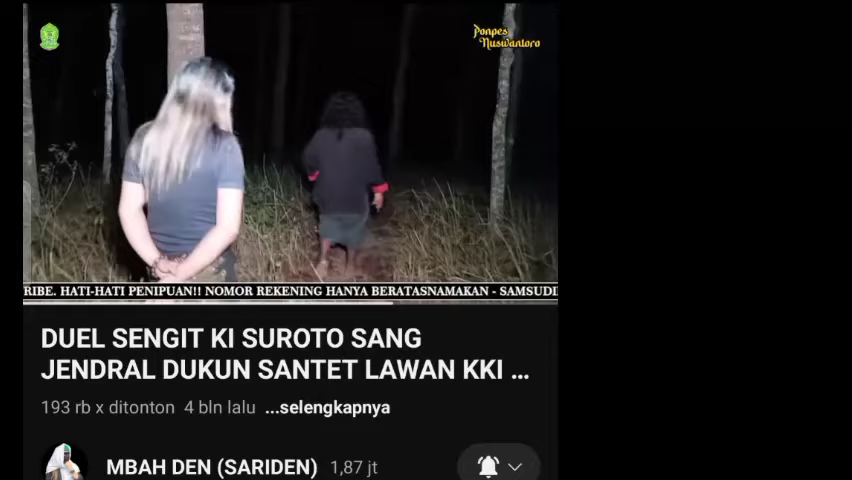 Ponpes
Nuswantoro
RIBE. HATI-HATI PENIPUAN!! NOMOR REKENING HANYA BERATASNAMAKAN - SAMSUDI
DUEL SENGIT KI SUROTO SANG
JENDRAL DUKUN SANTET LAWAN KKI ...
193 rb x ditonton 4 bln lalu ...selengkapnya
MBAH DEN (SARIDEN) 1,87 jt